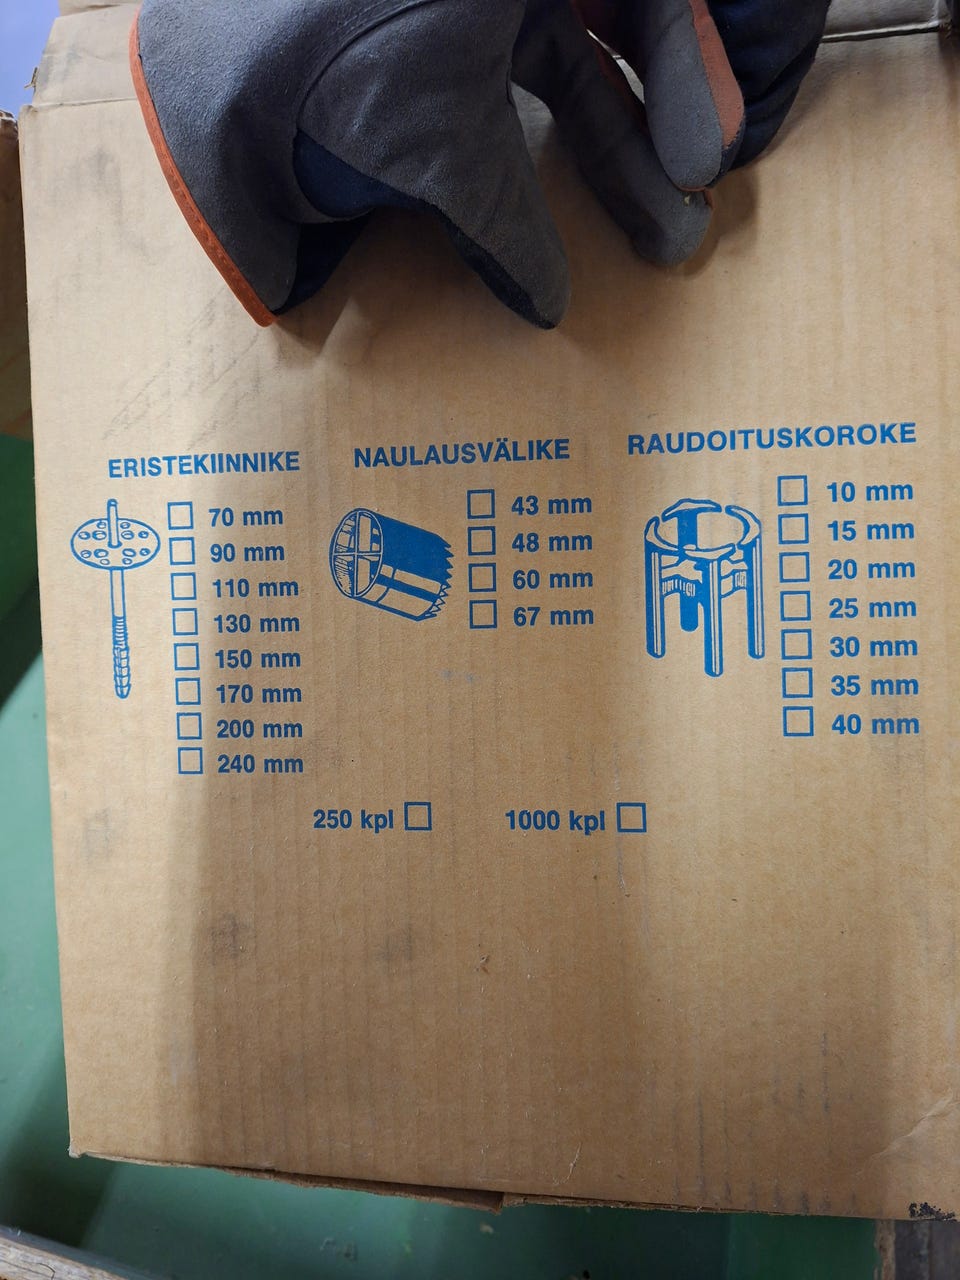 ERISTEKIINNIKE
70 mm
90 mm
110 mm
130 mm
150 mm
170 mm
200 mm
240 mm
NAULAUSVÄLIKE
43 mm
48 mm
60 mm
67 mm
RAUDOITUSKOROKE
10 mm
15 mm
20 mm
25 mm
30 mm
35 mm
40 mm
250 kpl
1000 kpl